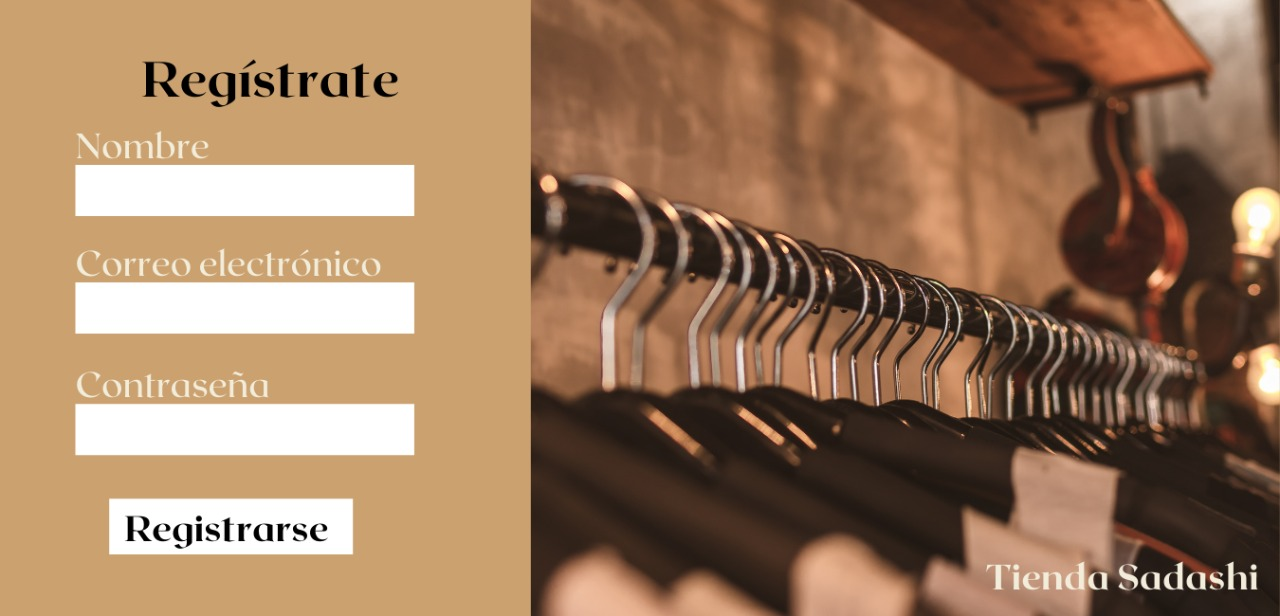 Regístrate
Nombre
Correo electrónico
Contraseña
Registrarse
Tienda Sadashi